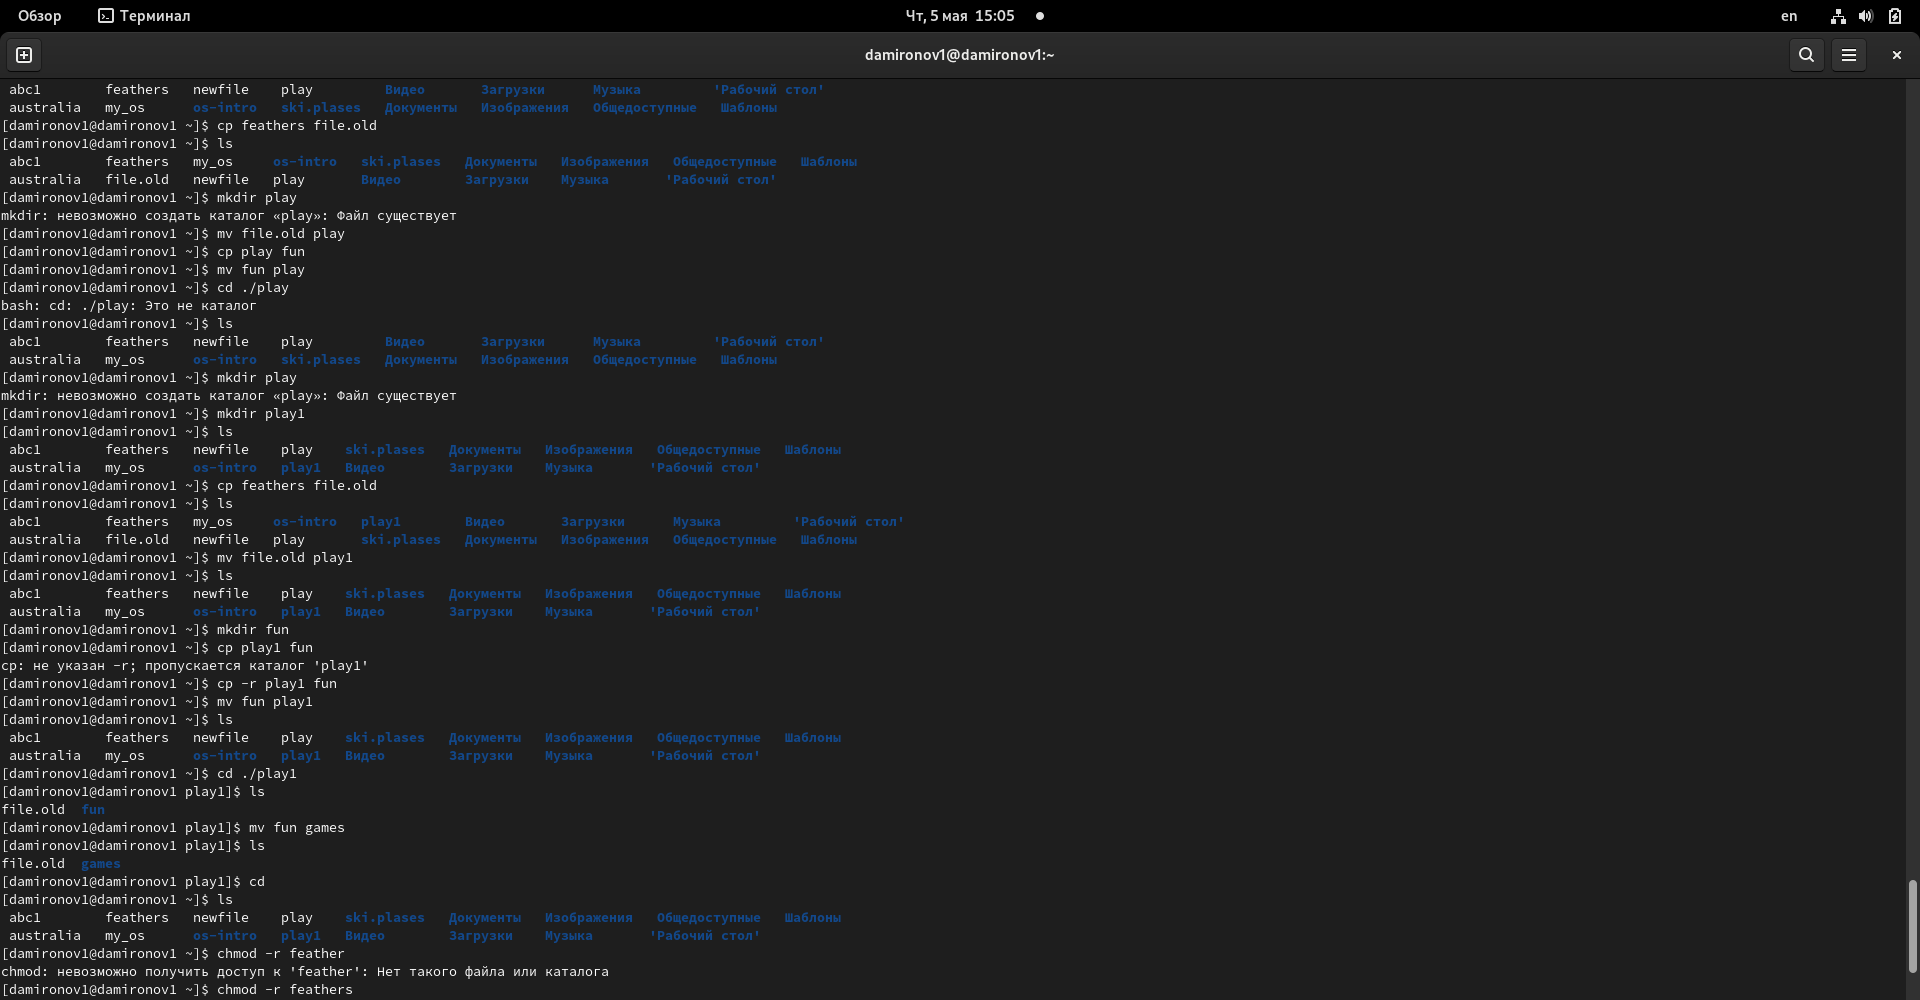 Обзор Терминал Чт, 5 мая 15:05 en
damironov1@damironov1:~
abc1 feathers newfile play Видео Загрузки Музыка 'Рабочий стол'
australia my_os os-intro ski.plases Документы Изображения Общедоступные Шаблоны
[damironov1@damironov1 ~]$ cp feathers file.old
[damironov1@damironov1 ~]$ ls
abc1 feathers my_os os-intro ski.plases Документы Изображения Общедоступные Шаблоны
australia file.old newfile play Видео Загрузки Музыка 'Рабочий стол'
[damironov1@damironov1 ~]$ mkdir play
mkdir: невозможно создать каталог «play»: Файл существует
[damironov1@damironov1 ~]$ mv file.old play
[damironov1@damironov1 ~]$ cp play fun
[damironov1@damironov1 ~]$ mv fun play
[damironov1@damironov1 ~]$ cd ./play
bash: cd: ./play: Это не каталог
[damironov1@damironov1 ~]$ ls
abc1 feathers newfile play Видео Загрузки Музыка 'Рабочий стол'
australia my_os os-intro ski.plases Документы Изображения Общедоступные Шаблоны
[damironov1@damironov1 ~]$ mkdir play
mkdir: невозможно создать каталог «play»: Файл существует
[damironov1@damironov1 ~]$ mkdir play1
[damironov1@damironov1 ~]$ ls
abc1 feathers newfile play ski.plases Документы Изображения Общедоступные Шаблоны
australia my_os os-intro play1 Видео Загрузки Музыка 'Рабочий стол'
[damironov1@damironov1 ~]$ cp feathers file.old
[damironov1@damironov1 ~]$ ls
abc1 feathers my_os os-intro play1 Видео Загрузки Музыка 'Рабочий стол'
australia file.old newfile play ski.plases Документы Изображения Общедоступные Шаблоны
[damironov1@damironov1 ~]$ mv file.old play1
[damironov1@damironov1 ~]$ ls
abc1 feathers newfile play ski.plases Документы Изображения Общедоступные Шаблоны
australia my_os os-intro play1 Видео Загрузки Музыка 'Рабочий стол'
[damironov1@damironov1 ~]$ mkdir fun
[damironov1@damironov1 ~]$ cp play1 fun
cp: не указан -r; пропускается каталог 'play1'
[damironov1@damironov1 ~]$ cp -r play1 fun
[damironov1@damironov1 ~]$ mv fun play1
[damironov1@damironov1 ~]$ ls
abc1 feathers newfile play ski.plases Документы Изображения Общедоступные Шаблоны
australia my_os os-intro play1 Видео Загрузки Музыка 'Рабочий стол'
[damironov1@damironov1 ~]$ cd ./play1
[damironov1@damironov1 play1]$ ls
file.old fun
[damironov1@damironov1 play1]$ mv fun games
[damironov1@damironov1 play1]$ ls
file.old games
[damironov1@damironov1 play1]$ cd
[damironov1@damironov1 ~]$ ls
abc1 feathers newfile play ski.plases Документы Изображения Общедоступные Шаблоны
australia my_os os-intro play1 Видео Загрузки Музыка 'Рабочий стол'
[damironov1@damironov1 ~]$ chmod -r feather
chmod: невозможно получить доступ к 'feather': Нет такого файла или каталога
[damironov1@damironov1 ~]$ chmod -r feathers